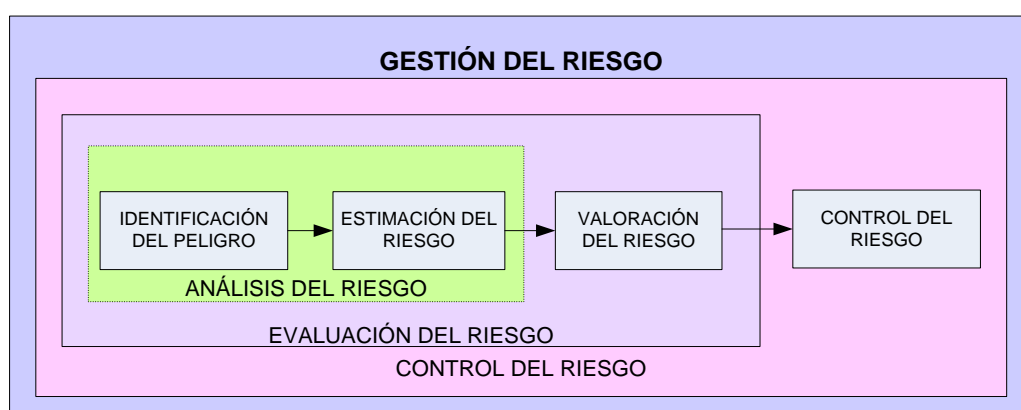 GESTIÓN DEL RIESGO
IDENTIFICACIÓN
DEL PELIGRO
ESTIMACIÓN DEL
RIESGO
VALORACIÓN
DEL RIESGO
CONTROL DEL
RIESGO
ANÁLISIS DEL RIESGO
EVALUACIÓN DEL RIESGO
CONTROL DEL RIESGO